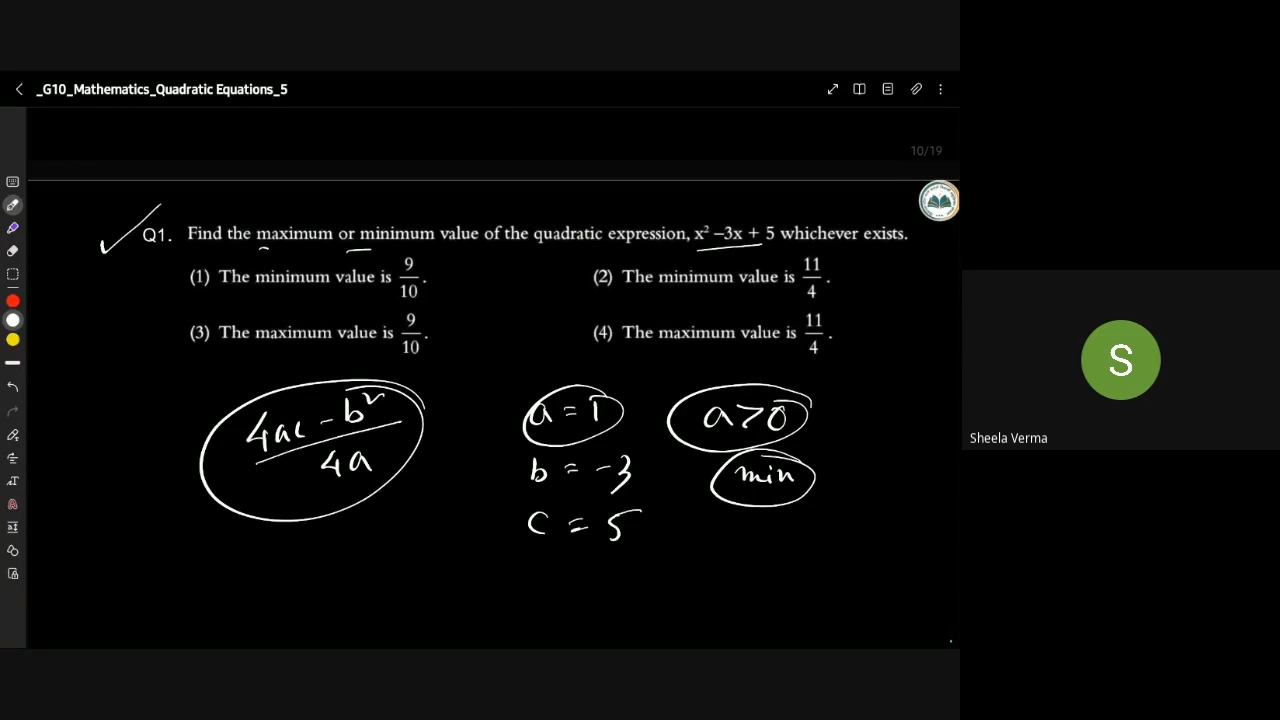 _G10_Mathematics_Quadratic Equations_5
10/19
Q1. Find the maximum or minimum value of the quadratic expression, x² –3x + 5 whichever exists.
(1) The minimum value is 9/10.
(2) The minimum value is 11/4.
(3) The maximum value is 9/10.
(4) The maximum value is 11/4.
4ac - b²
4a
a = 1
a>0
b = -3
min
c = 5
S
Sheela Verma